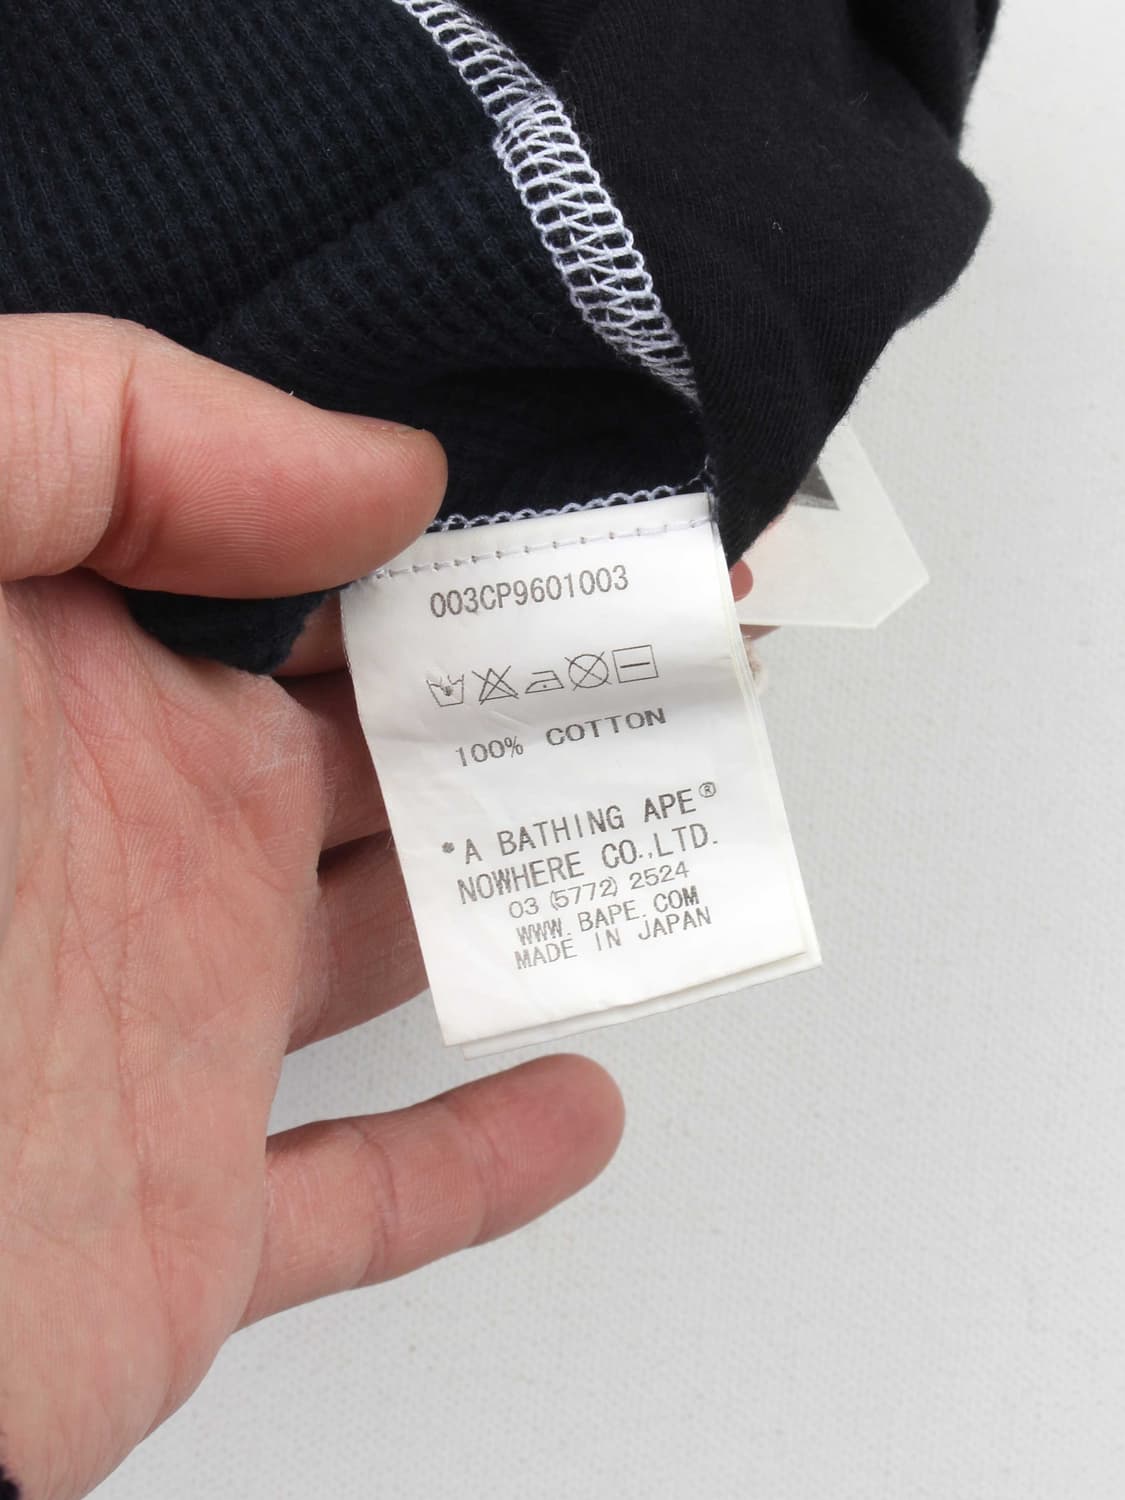 003CP9601003
100% COTTON
*A BATHING APE®
NOWHERE CO.,LTD.
03 (5772) 2524
WWW.BAPE.COM
MADE IN JAPAN